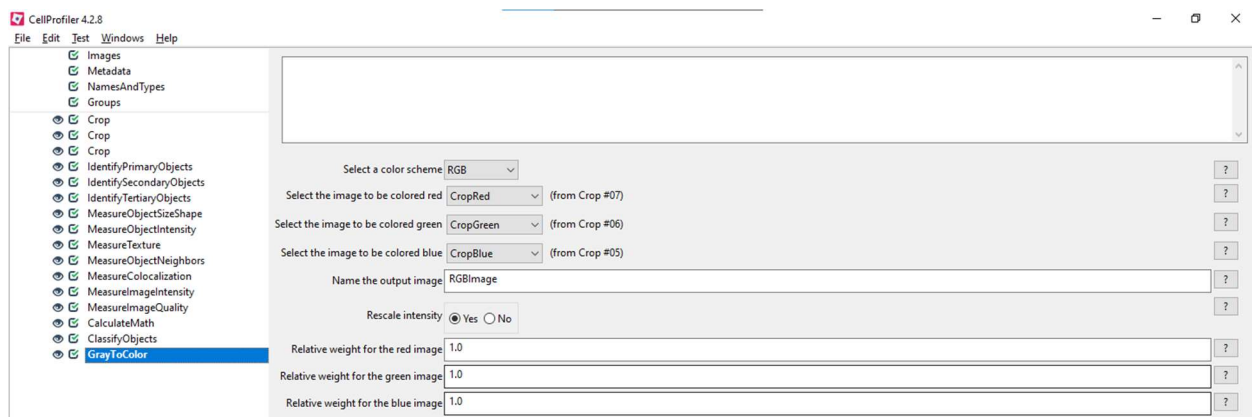 CellProfiler 4.2.8
File Edit Test Windows Help
Images
Metadata
NamesAndTypes
Groups
Crop
Crop
Crop
IdentifyPrimaryObjects
IdentifySecondaryObjects
IdentifyTertiaryObjects
MeasureObjectSizeShape
MeasureObjectIntensity
MeasureTexture
MeasureObjectNeighbors
MeasureColocalization
MeasureImageIntensity
MeasureImageQuality
CalculateMath
ClassifyObjects
GrayToColor
Select a color scheme RGB ?
Select the image to be colored red CropRed (from Crop #07) ?
Select the image to be colored green CropGreen (from Crop #06) ?
Select the image to be colored blue CropBlue (from Crop #05) ?
Name the output image RGBImage ?
Rescale intensity Yes No ?
Relative weight for the red image 1.0 ?
Relative weight for the green image 1.0 ?
Relative weight for the blue image 1.0 ?